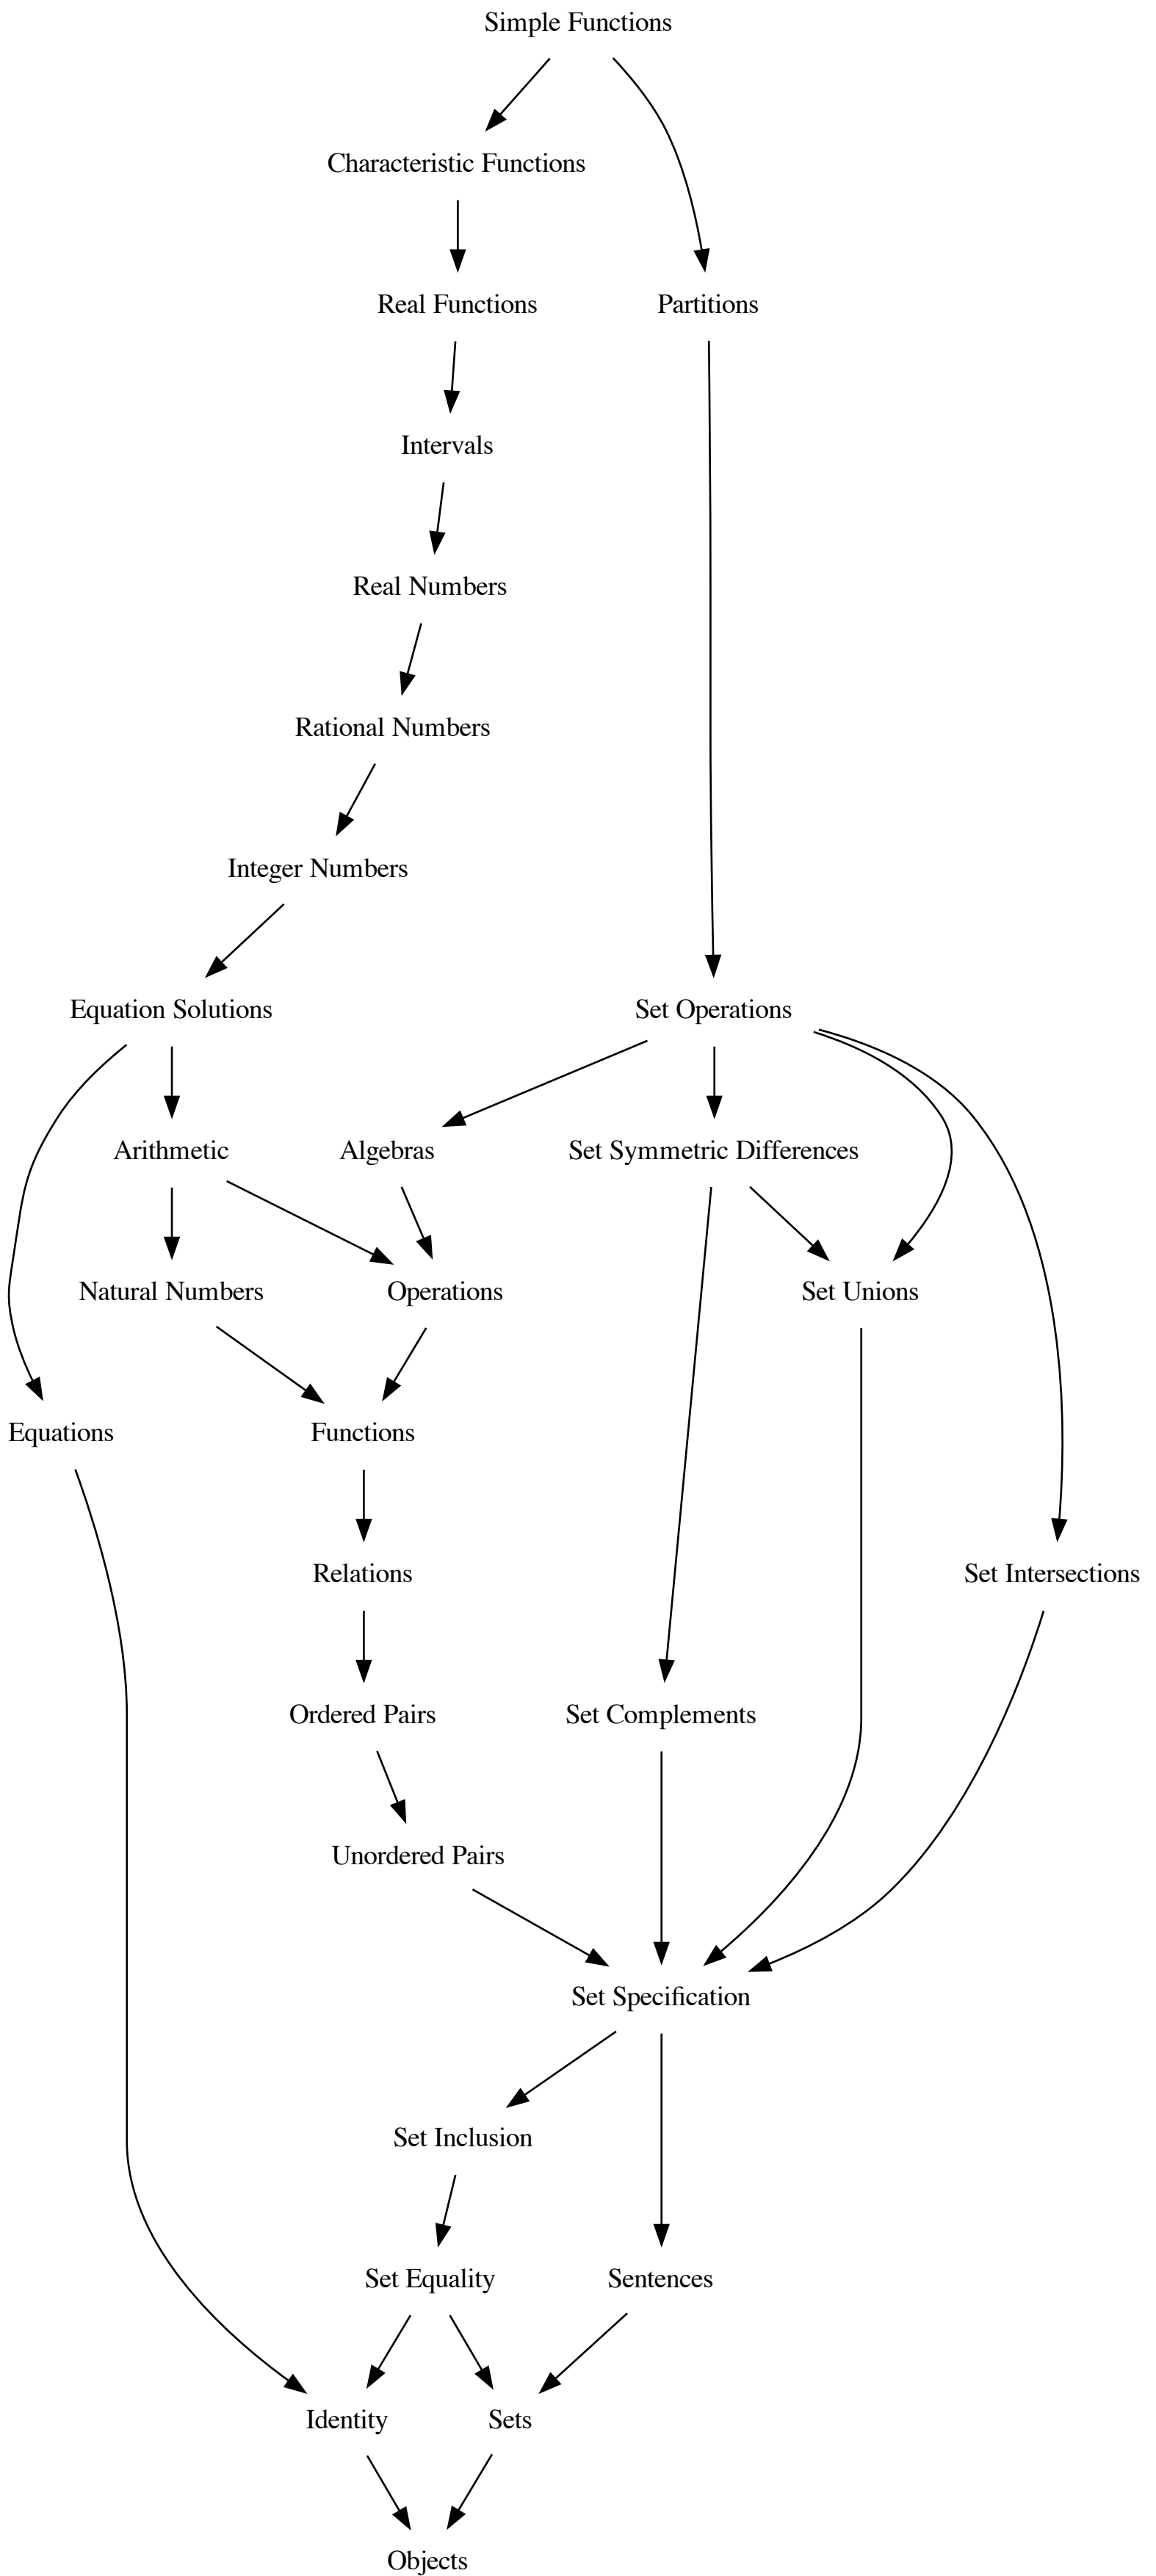 Simple Functions
Characteristic Functions
Real Functions
Partitions
Intervals
Real Numbers
Rational Numbers
Integer Numbers
Equation Solutions
Set Operations
Arithmetic
Algebras
Set Symmetric Differences
Natural Numbers
Operations
Set Unions
Equations
Functions
Relations
Set Intersections
Ordered Pairs
Set Complements
Unordered Pairs
Set Specification
Set Inclusion
Set Equality
Sentences
Identity
Sets
Objects